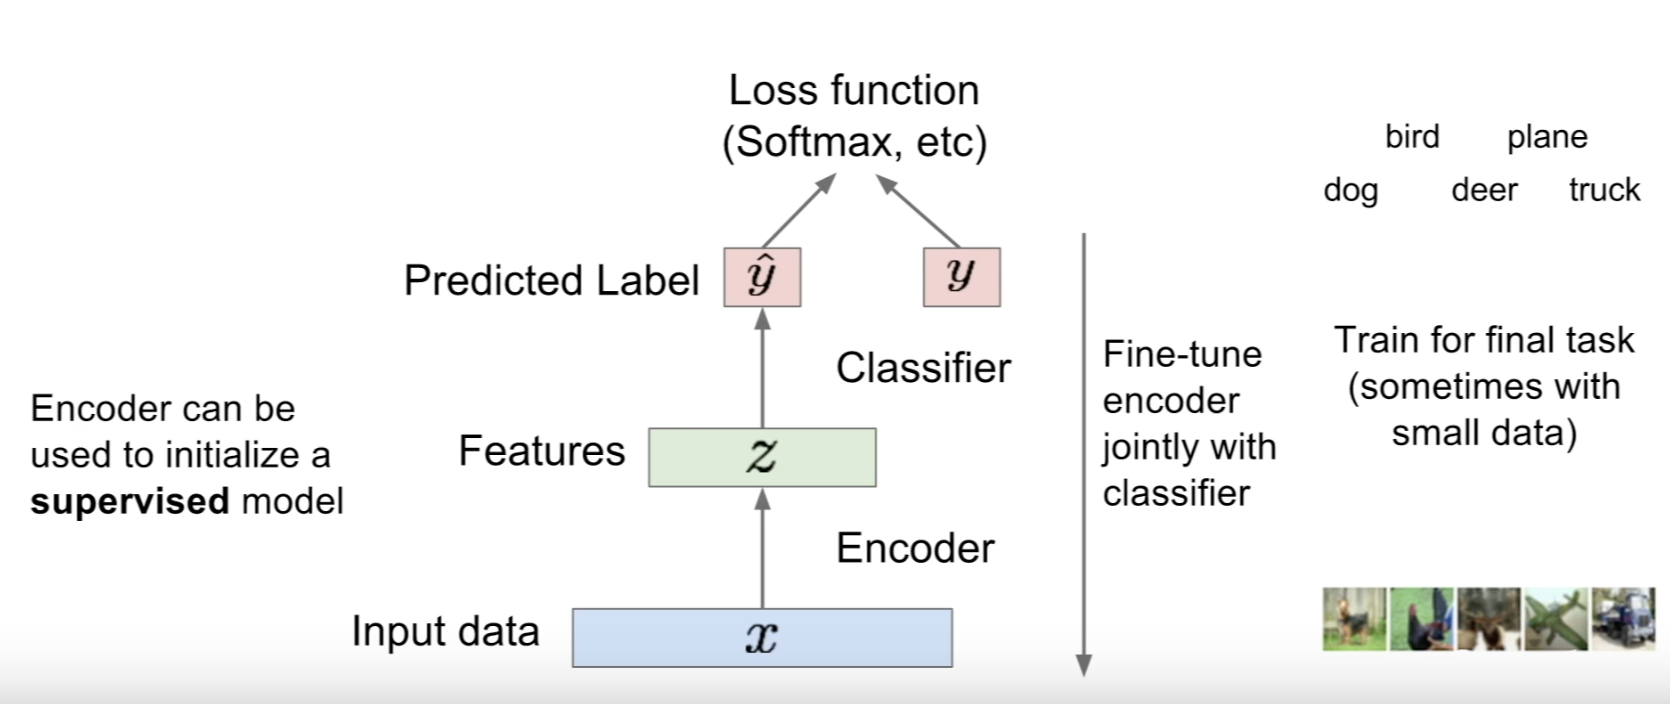 Loss function
(Softmax, etc)
bird plane
dog deer truck
Predicted Label
ŷ
y
Classifier
Fine-tune
encoder
jointly with
classifier
Train for final task
(sometimes with
small data)
Encoder can be
used to initialize a
supervised model
Features
z
Encoder
Input data
x